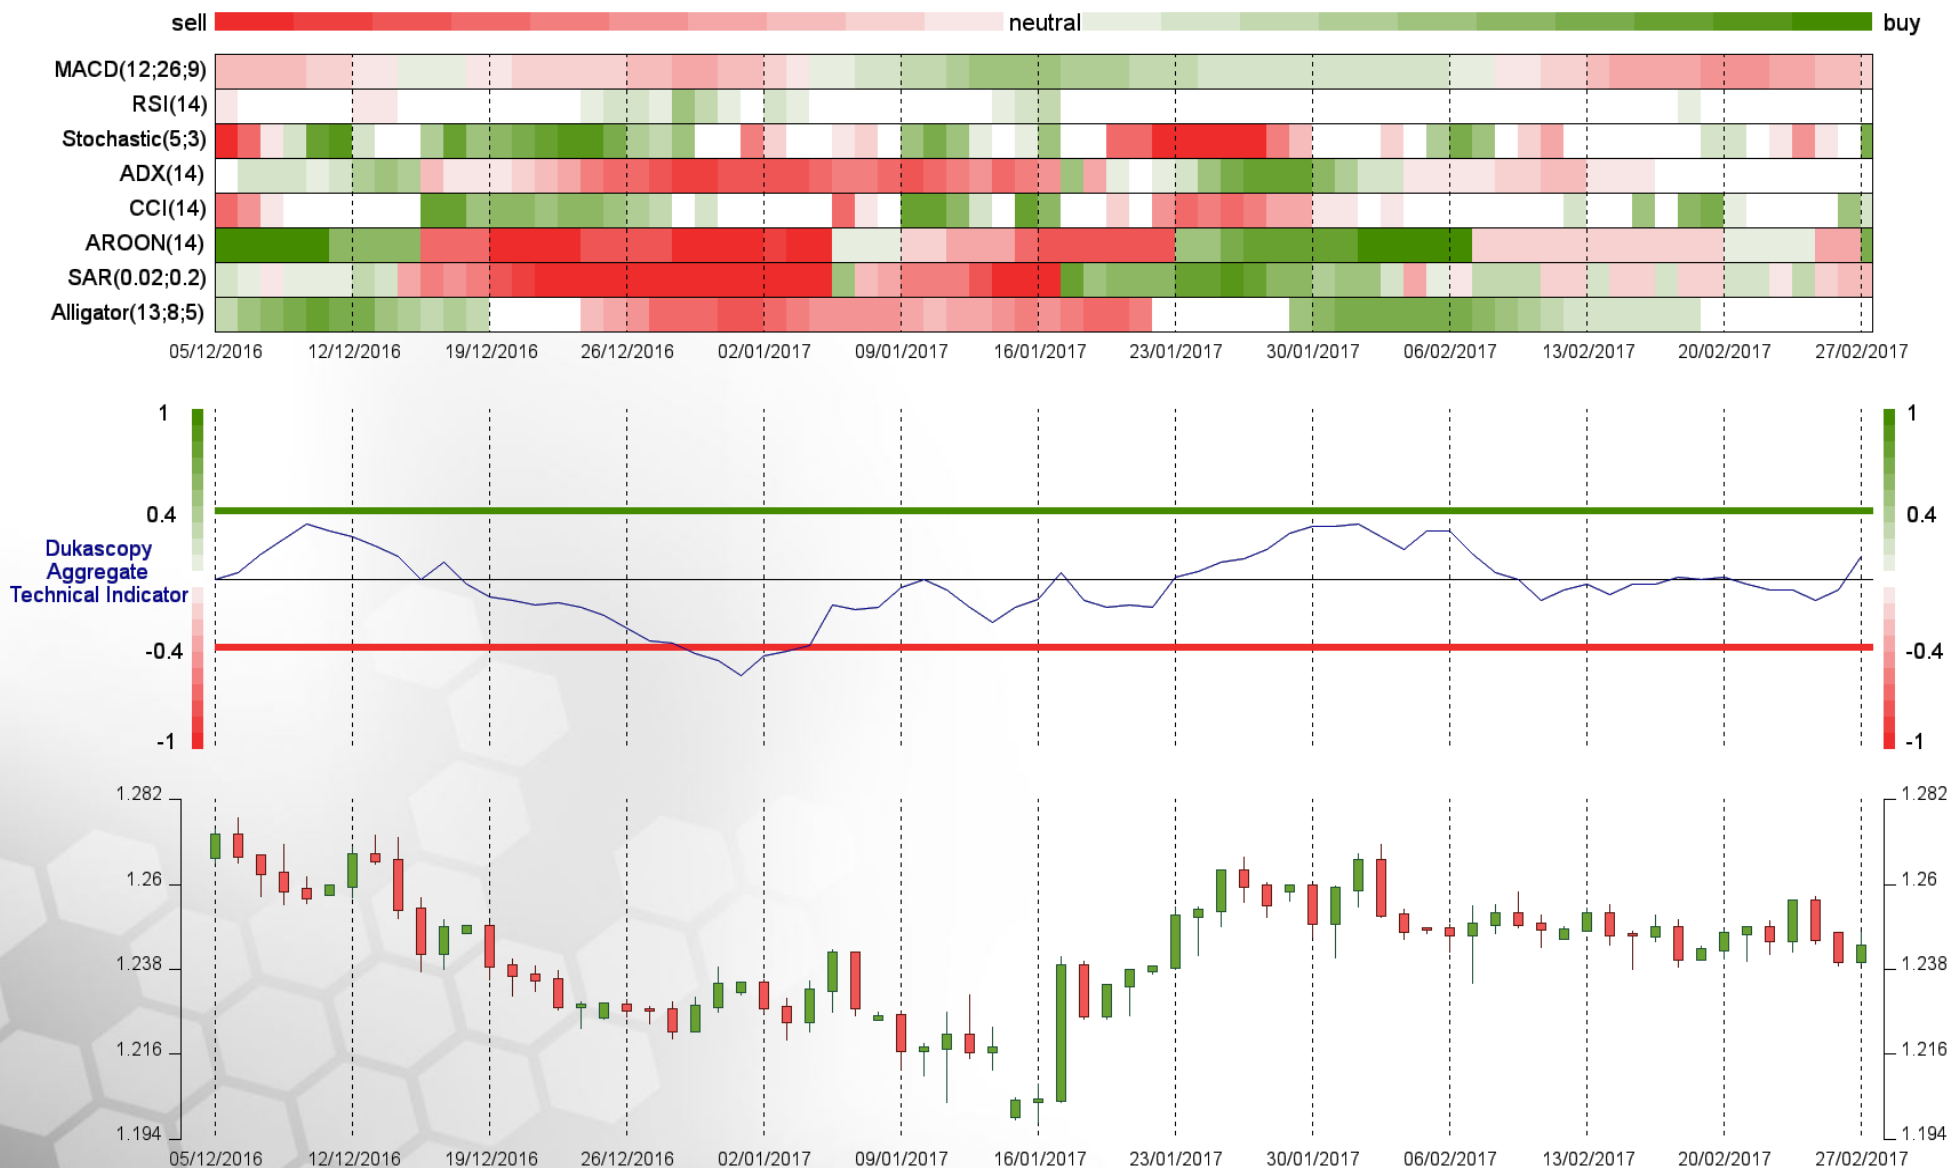 sell neutral buy
MACD(12;26;9)
RSI(14)
Stochastic(5;3)
ADX(14)
CCI(14)
AROON(14)
SAR(0.02;0.2)
Alligator(13;8;5)
05/12/2016 12/12/2016 19/12/2016 26/12/2016 02/01/2017 09/01/2017 16/01/2017 23/01/2017 30/01/2017 06/02/2017 13/02/2017 20/02/2017 27/02/2017
1 1
0.4 0.4
Dukascopy
Aggregate
Technical Indicator
-0.4 -0.4
-1 -1
1.282 1.282
1.26 1.26
1.238 1.238
1.216 1.216
1.194 1.194
05/12/2016 12/12/2016 19/12/2016 26/12/2016 02/01/2017 09/01/2017 16/01/2017 23/01/2017 30/01/2017 06/02/2017 13/02/2017 20/02/2017 27/02/2017